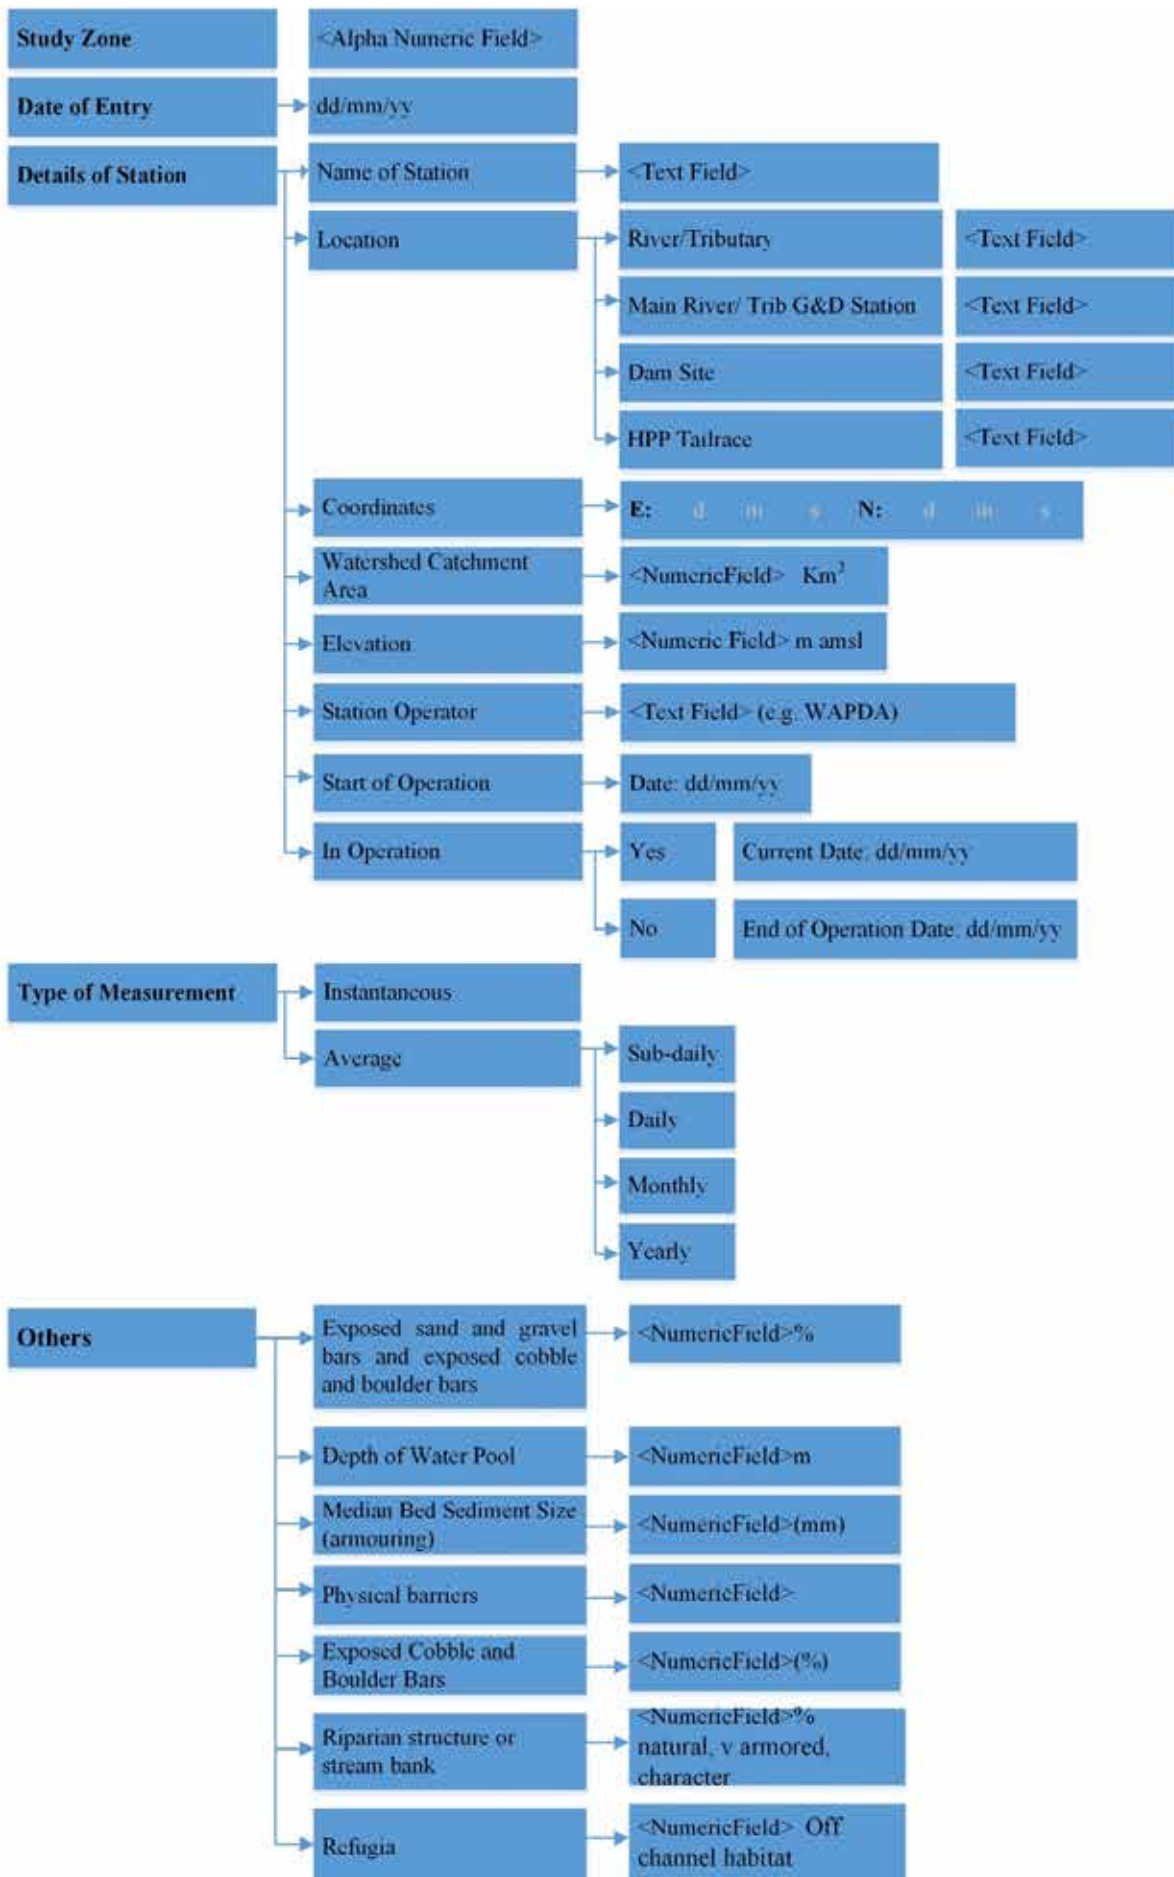 Study Zone
<Alpha Numeric Field>
Date of Entry
dd/mm/yy
Details of Station
Name of Station
<Text Field>
Location
River/Tributary
<Text Field>
Main River/ Trib G&D Station
<Text Field>
Dam Site
<Text Field>
HPP Tailrace
<Text Field>
Coordinates
E: d m s N: d m s
Watershed Catchment
Area
<NumericField> Km²
Elevation
<Numeric Field> m amsl
Station Operator
<Text Field> (e.g. WAPDA)
Start of Operation
Date: dd/mm/yy
In Operation
Yes
Current Date: dd/mm/yy
No
End of Operation Date: dd/mm/yy
Type of Measurement
Instantaneous
Average
Sub-daily
Daily
Monthly
Yearly
Others
Exposed sand and gravel
bars and exposed cobble
and boulder bars
<NumericField>%
Depth of Water Pool
<NumericField>m
Median Bed Sediment Size
(armouring)
<NumericField>(mm)
Physical barriers
<NumericField>
Exposed Cobble and
Boulder Bars
<NumericField>(%)
Riparian structure or
stream bank
<NumericField>%
natural, v armored,
character
Refugia
<NumericField> Off
channel habitat